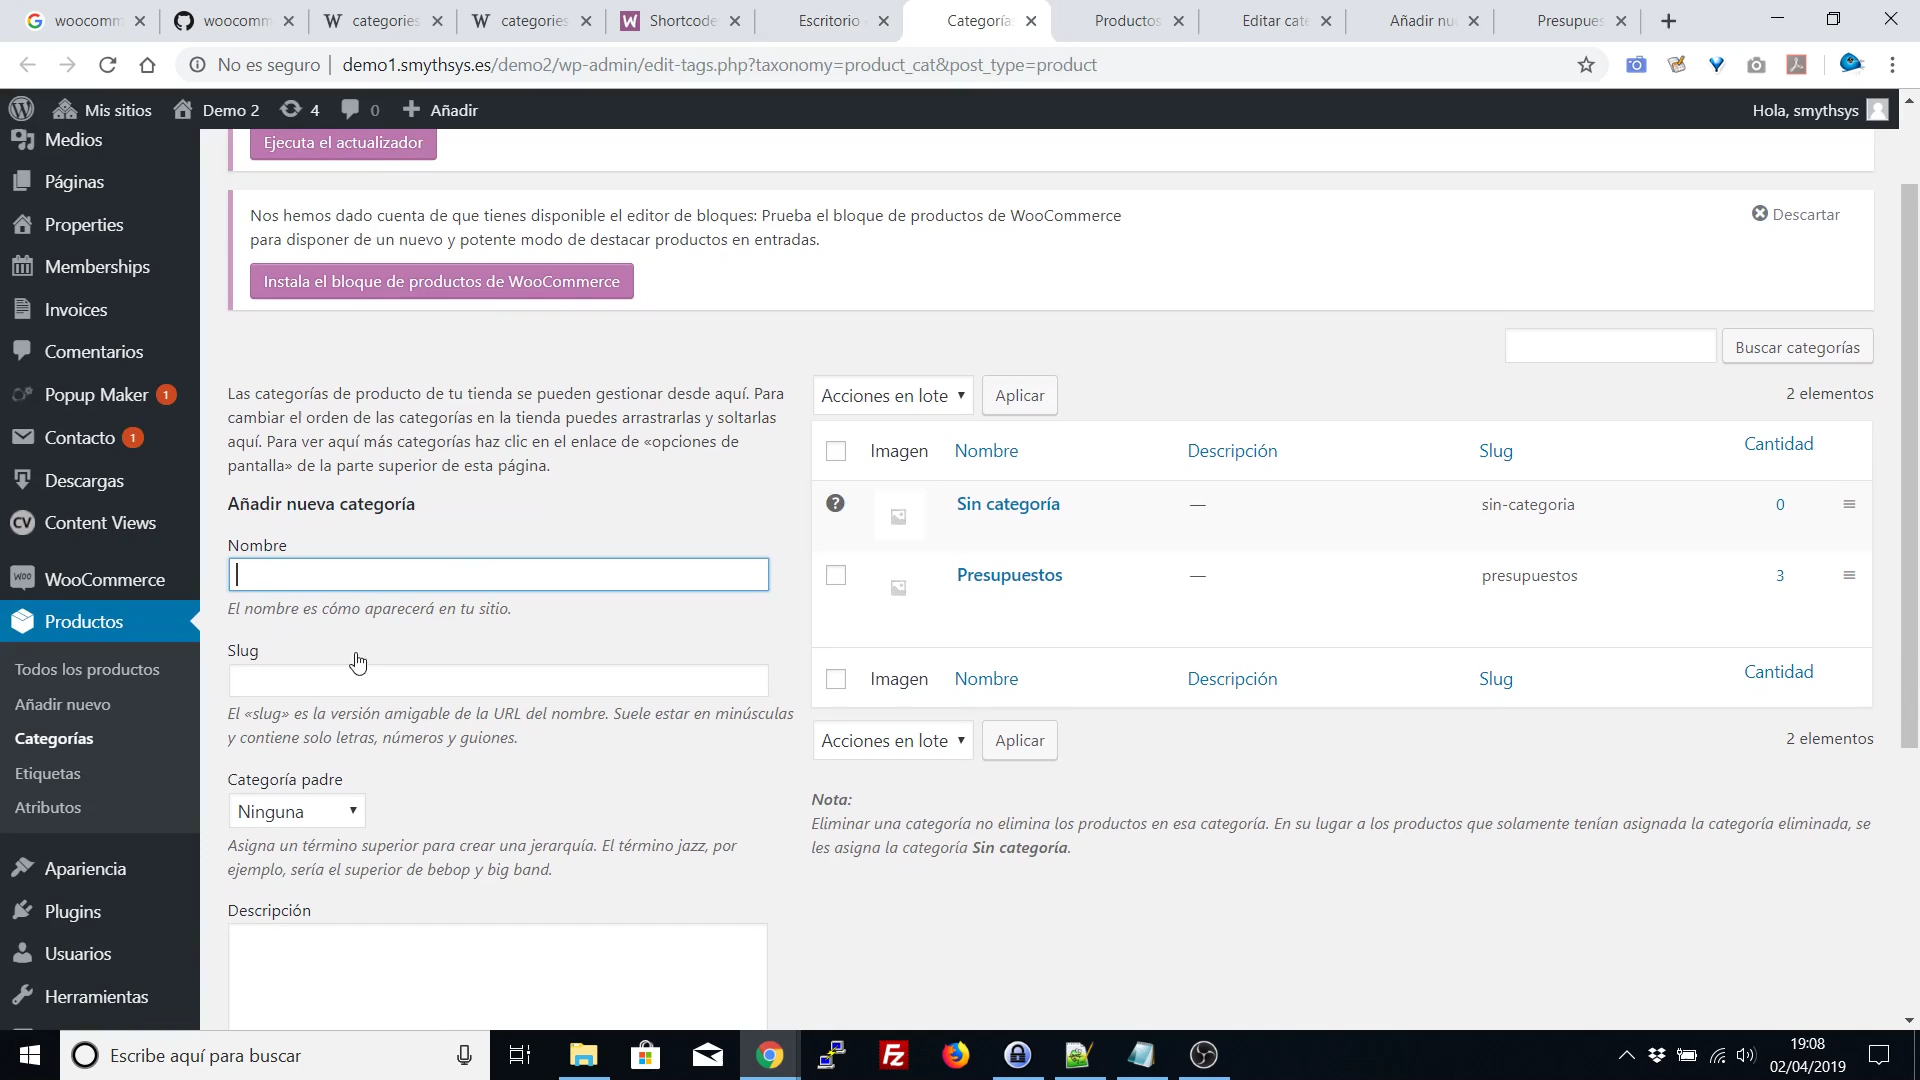 woocomm
woocomm
categories
categories
Shortcode
Escritorio
Categoría
Productos
Editar cate
Añadir nu
Presupues
No es seguro | demo1.smythsys.es/demo2/wp-admin/edit-tags.php?taxonomy=product_cat&post_type=product
Mis sitios
Demo 2
4
0
Añadir
Hola, smythsys
Medios
Páginas
Properties
Memberships
Invoices
Comentarios
Popup Maker 1
Contacto 1
Descargas
Content Views
WooCommerce
Productos
Todos los productos
Añadir nuevo
Categorías
Etiquetas
Atributos
Apariencia
Plugins
Usuarios
Herramientas
Ejecuta el actualizador
Nos hemos dado cuenta de que tienes disponible el editor de bloques: Prueba el bloque de productos de WooCommerce
para disponer de un nuevo y potente modo de destacar productos en entradas.
Descartar
Instala el bloque de productos de WooCommerce
Buscar categorías
Las categorías de producto de tu tienda se pueden gestionar desde aquí. Para
cambiar el orden de las categorías en la tienda puedes arrastrarlas y soltarlas
aquí. Para ver aquí más categorías haz clic en el enlace de «opciones de
pantalla» de la parte superior de esta página.
Añadir nueva categoría
Nombre
El nombre es cómo aparecerá en tu sitio.
Slug
El «slug» es la versión amigable de la URL del nombre. Suele estar en minúsculas
y contiene solo letras, números y guiones.
Categoría padre
Ninguna
Asigna un término superior para crear una jerarquía. El término jazz, por
ejemplo, sería el superior de bebop y big band.
Descripción
Acciones en lote
Aplicar
2 elementos
Imagen Nombre Descripción Slug Cantidad
Sin categoría — sin-categoria 0
Presupuestos — presupuestos 3
Imagen Nombre Descripción Slug Cantidad
Acciones en lote
Aplicar
2 elementos
Nota:
Eliminar una categoría no elimina los productos en esa categoría. En su lugar a los productos que solamente tenían asignada la categoría eliminada, se
les asigna la categoría Sin categoría.
Escribe aquí para buscar
19:08
02/04/2019